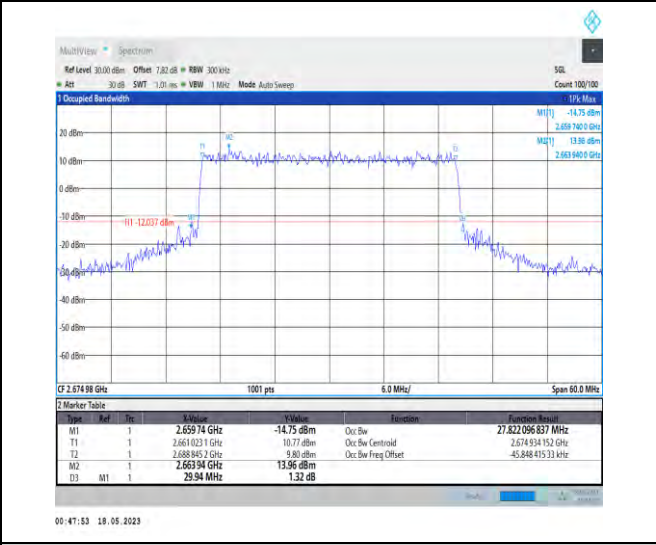 MultiView Spectrum
Ref Level 30.00 dBm Offset 7.82 dB RBW 300 kHz SGL
Att 30 dB SWT 1.01 ms VBW 1 MHz Mode Auto Sweep Count 100/100
1 Occupied Bandwidth 1Pk Max
M1[1] -14.75 dBm
2.659 740 0 GHz
M2[1] 13.96 dBm
2.663 940 0 GHz
M2
T1
T2
20 dBm
10 dBm
0 dBm
-10 dBm
H1 -12.037 dBm
M1
-20 dBm
-30 dBm
-40 dBm
-50 dBm
-60 dBm
CF 2.674 98 GHz 1001 pts 6.0 MHz/ Span 60.0 MHz
2 Marker Table
Type Ref Trc X-Value Y-Value Function Function Result
M1 1 2.659 74 GHz -14.75 dBm Occ Bw 27.822 096 837 MHz
T1 1 2.661 023 1 GHz 10.77 dBm Occ Bw Centroid 2.674 934 152 GHz
T2 1 2.688 845 2 GHz 9.80 dBm Occ Bw Freq Offset -45.848 415 33 kHz
M2 1 2.663 94 GHz 13.96 dBm
D3 M1 1 29.94 MHz 1.32 dB
00:47:53 18.05.2023